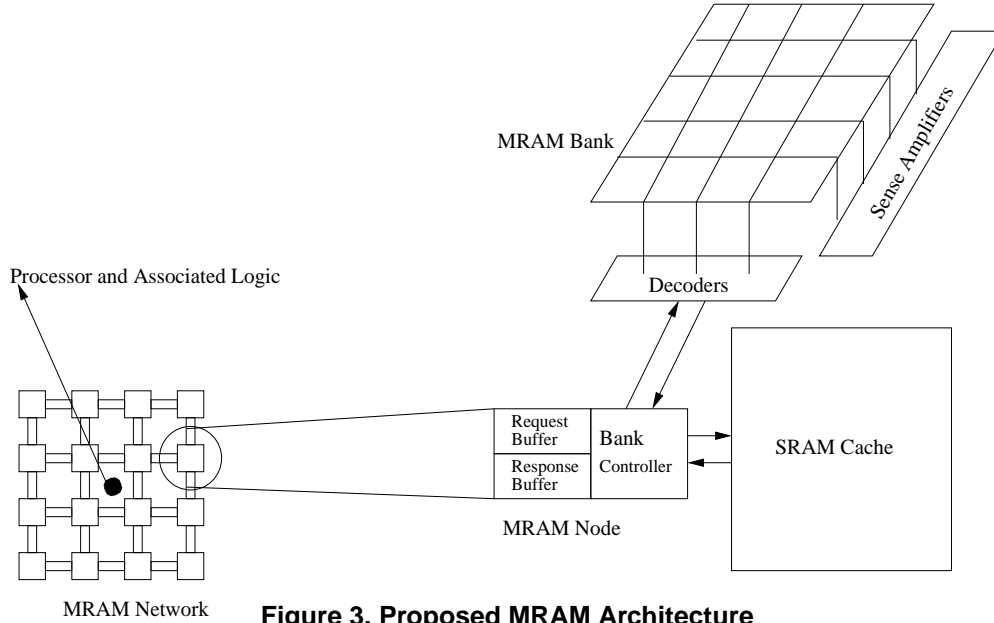 MRAM Bank
Sense Amplifiers
Decoders
Processor and Associated Logic
Request
Buffer
Response
Buffer
Bank
Controller
SRAM Cache
MRAM Node
MRAM Network
Figure 3. Proposed MRAM Architecture